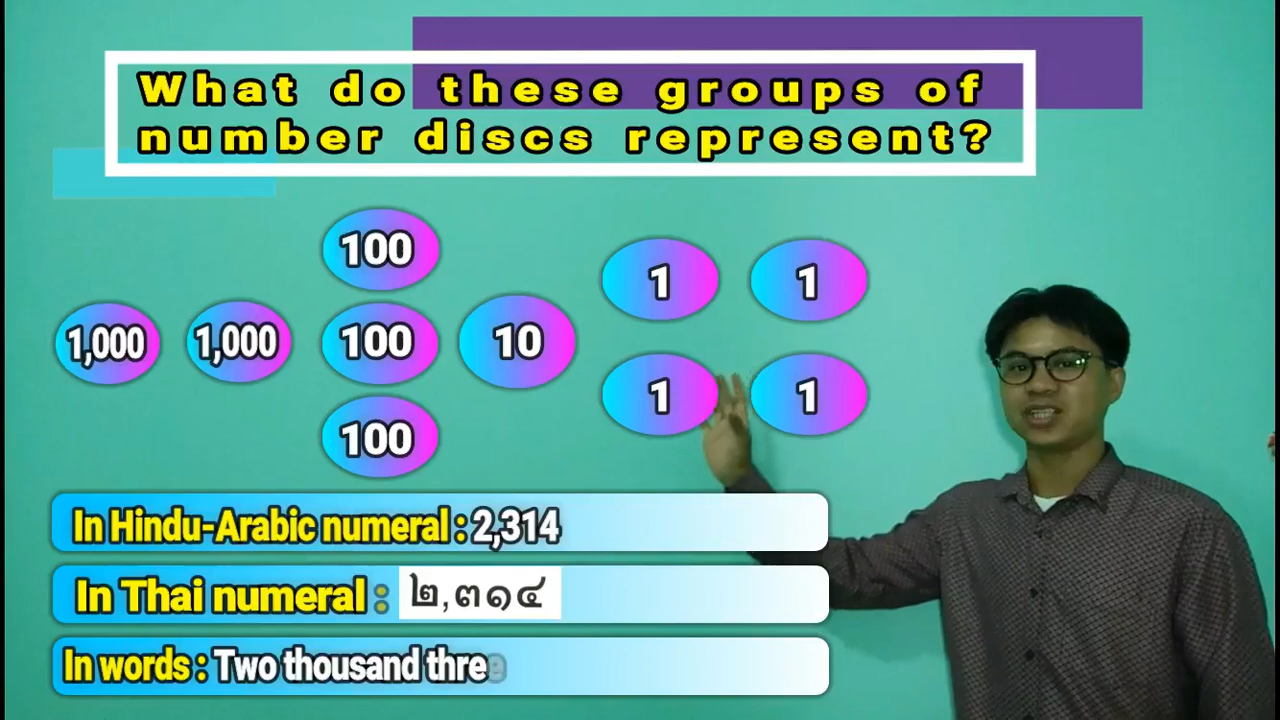 What do these groups of
number discs represent?
100
1 1
1,000 1,000 100 10
1 1
100
In Hindu-Arabic numeral : 2,314
In Thai numeral : ๒,๓๑๔
In words : Two thousand three